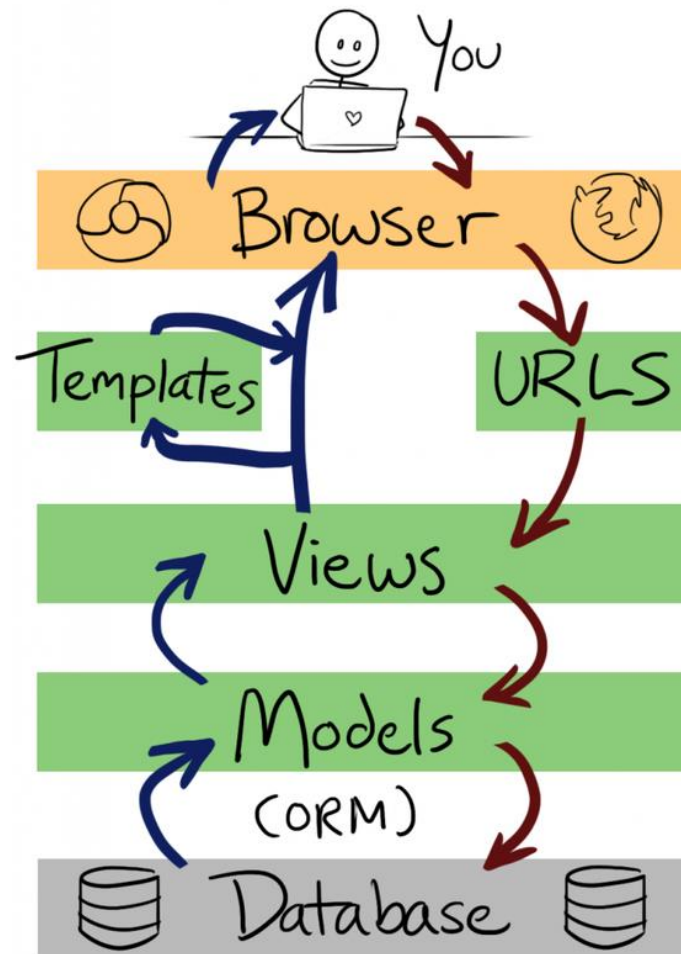 You
Browser
Templates
URLS
Views
Models
(ORM)
Database